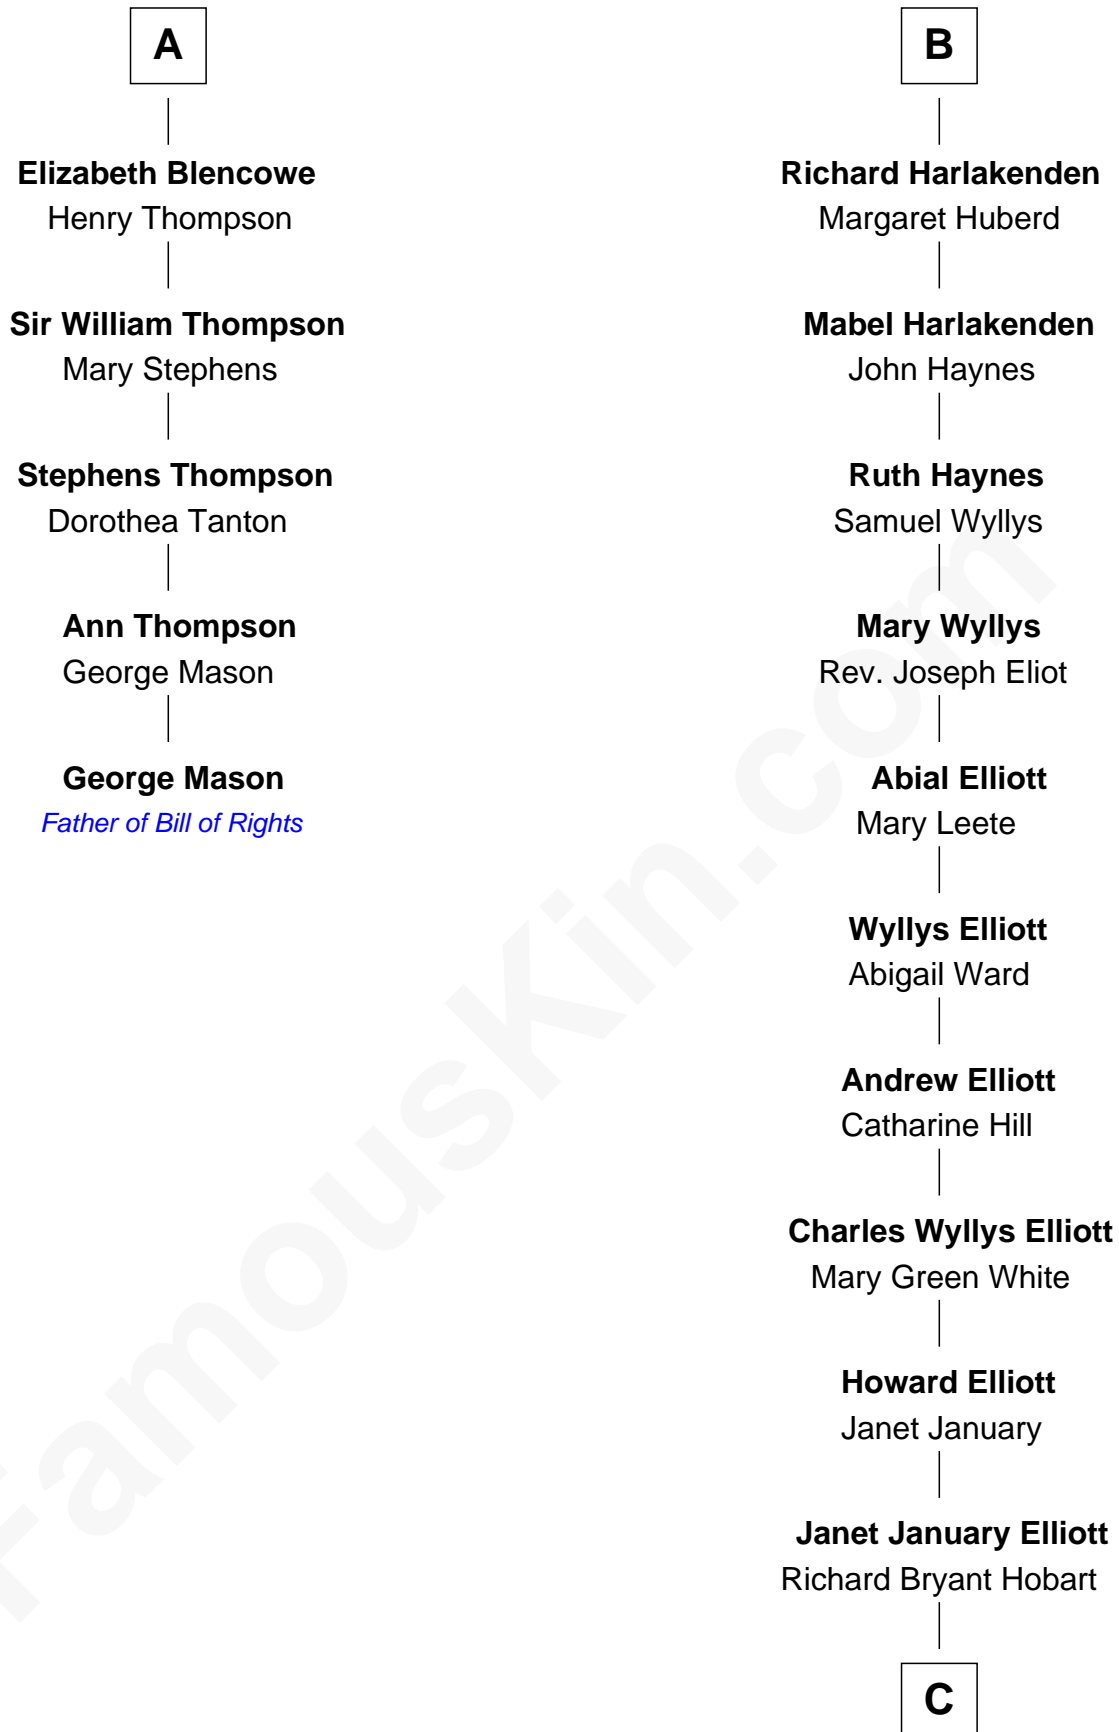 A
Elizabeth Blencowe
Henry Thompson
Sir William Thompson
Mary Stephens
Stephens Thompson
Dorothea Tanton
Ann Thompson
George Mason
George Mason
Father of Bill of Rights
B
Richard Harlakenden
Margaret Huberd
Mabel Harlakenden
John Haynes
Ruth Haynes
Samuel Wyllys
Mary Wyllys
Rev. Joseph Eliot
Abial Elliott
Mary Leete
Wyllys Elliott
Abigail Ward
Andrew Elliott
Catharine Hill
Charles Wyllys Elliott
Mary Green White
Howard Elliott
Janet January
Janet January Elliott
Richard Bryant Hobart
C
FamousKin.com